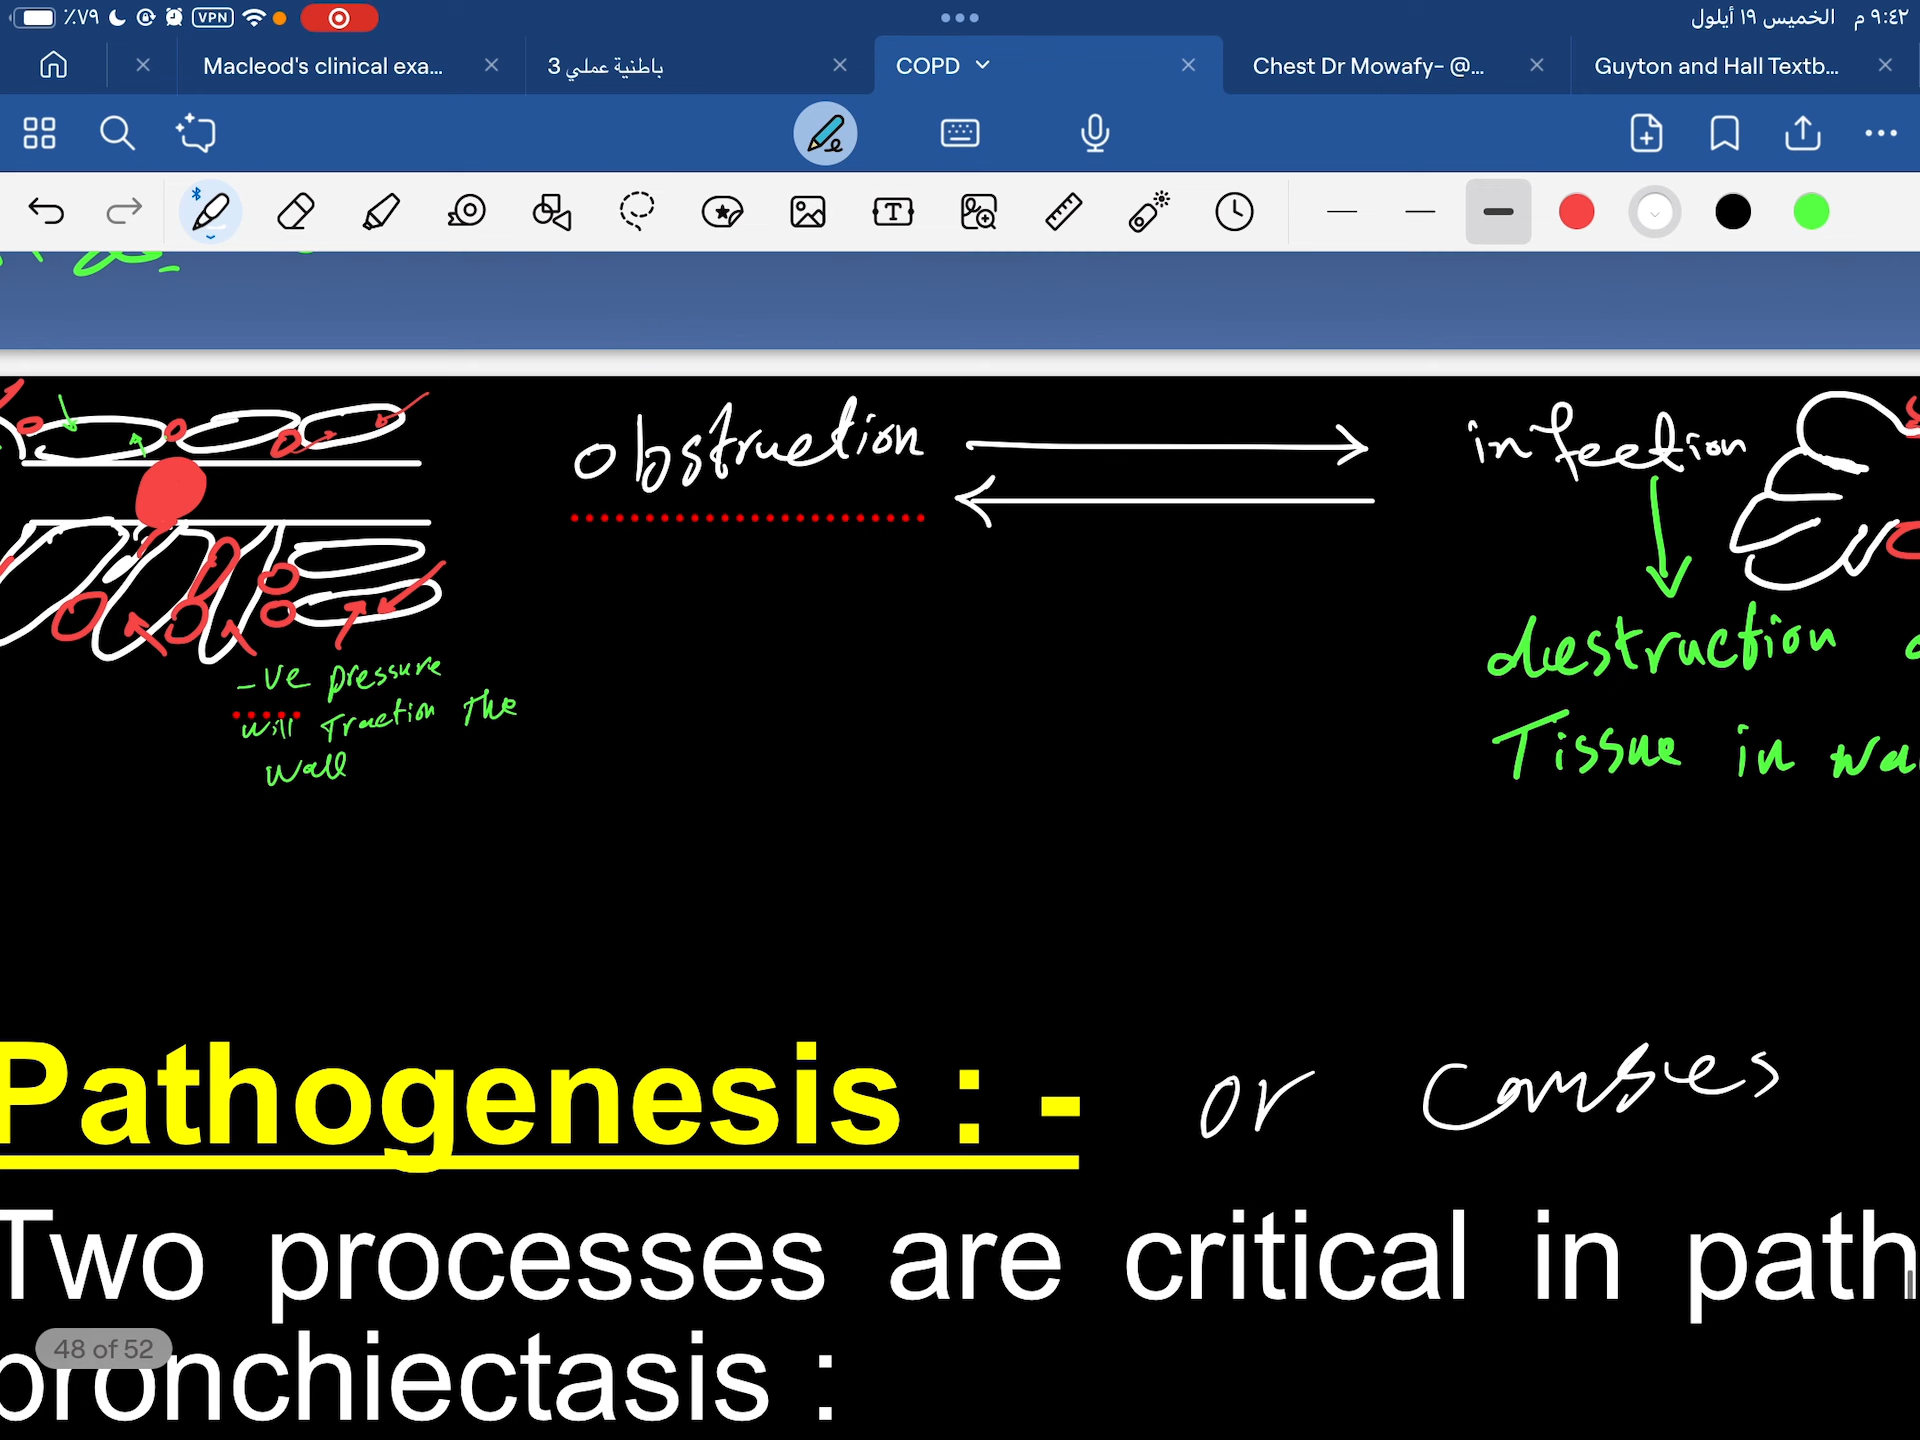 ٪٧٩ VPN
الخميس ١٩ أيلول ٩:٤٢ م
Macleod's clinical exa...
باطنية عملي 3
COPD
Chest Dr Mowafy- @...
Guyton and Hall Textb...
obstruction
infection
-ve pressure
will Traction The
wall
destruction
Tissue in wa
Pathogenesis : - or causes
Two processes are critical in path
bronchiectasis :
48 of 52